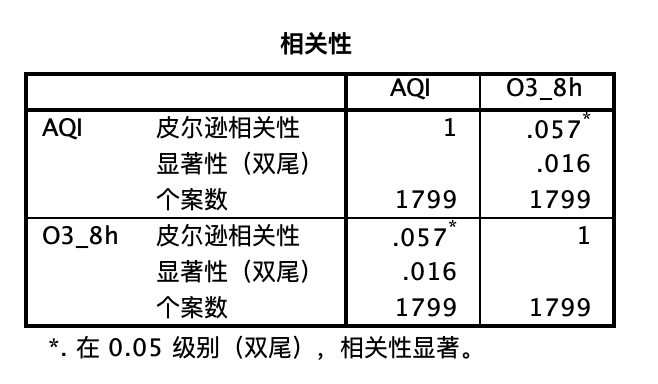 相关性
AQI O3_8h
AQI 皮尔逊相关性 1 .057*
显著性（双尾） .016
个案数 1799 1799
O3_8h 皮尔逊相关性 .057* 1
显著性（双尾） .016
个案数 1799 1799
*. 在 0.05 级别（双尾），相关性显著。